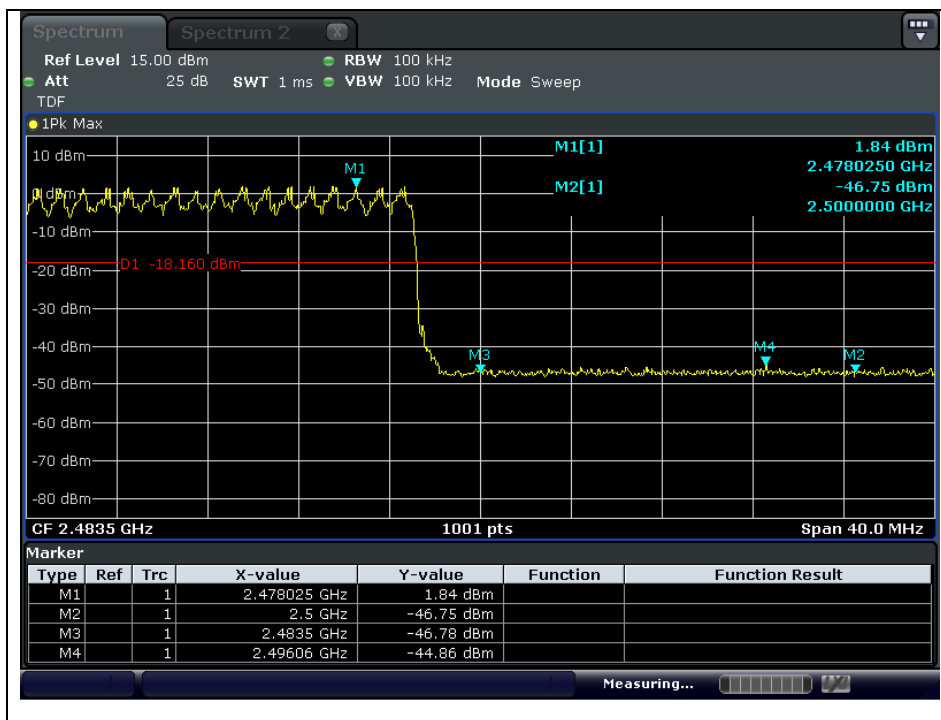 Spectrum Spectrum 2 X
Ref Level 15.00 dBm RBW 100 kHz
Att 25 dB SWT 1 ms VBW 100 kHz Mode Sweep
TDF
1Pk Max
M1[1] 1.84 dBm
2.4780250 GHz
M2[1] -46.75 dBm
2.5000000 GHz
10 dBm
M1
0 dBm
-10 dBm
D1 -18.160 dBm
-20 dBm
-30 dBm
-40 dBm
M3 M4 M2
-50 dBm
-60 dBm
-70 dBm
-80 dBm
CF 2.4835 GHz 1001 pts Span 40.0 MHz
Marker
Type Ref Trc X-value Y-value Function Function Result
M1 1 2.478025 GHz 1.84 dBm
M2 1 2.5 GHz -46.75 dBm
M3 1 2.4835 GHz -46.78 dBm
M4 1 2.49606 GHz -44.86 dBm
Measuring...